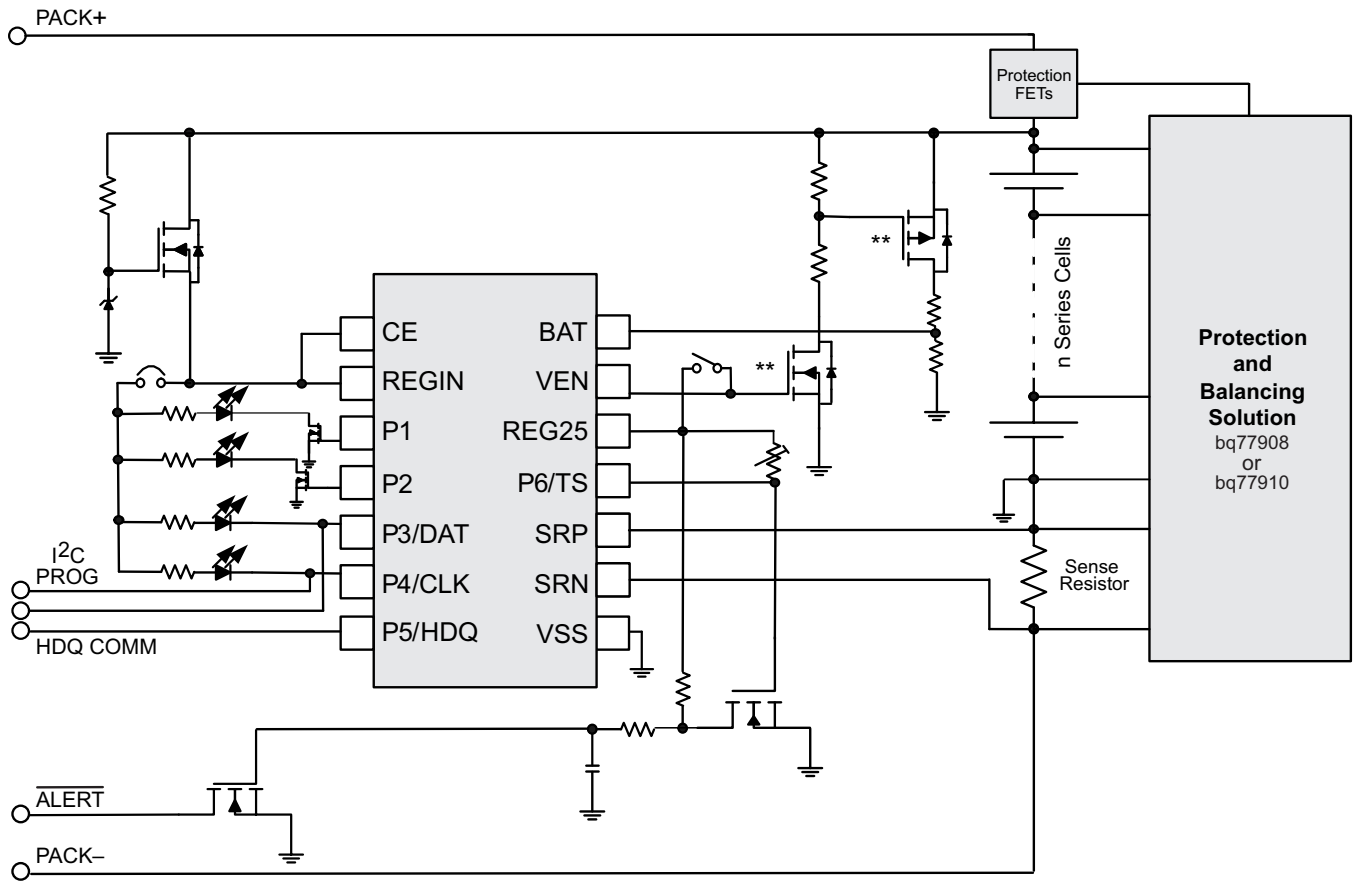 PACK+
Protection
FETs
**
**
n Series Cells
Protection
and
Balancing
Solution
bq77908
or
bq77910
CE
REGIN
P1
P2
P3/DAT
P4/CLK
P5/HDQ
BAT
VEN
REG25
P6/TS
SRP
SRN
VSS
Sense
Resistor
I2C
PROG
HDQ COMM
ALERT
PACK–